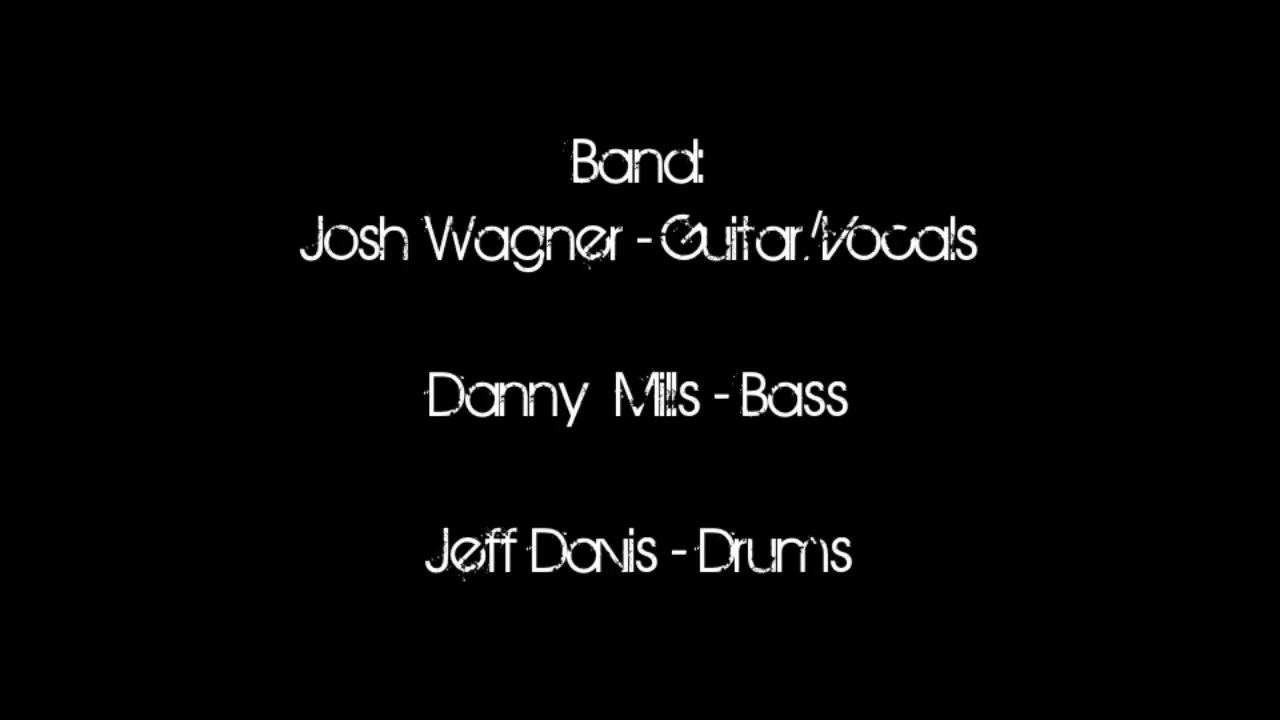 Band:
Josh Wagner - Guitar/Vocals
Danny Mills - Bass
Jeff Davis - Drums